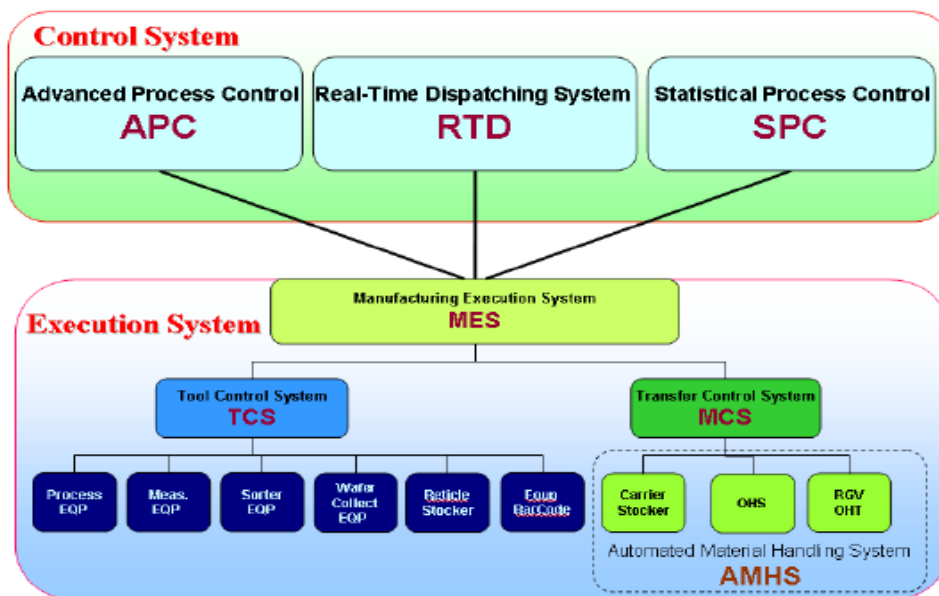 Control System
Advanced Process Control
APC
Real-Time Dispatching System
RTD
Statistical Process Control
SPC
Execution System
Manufacturing Execution System
MES
Tool Control System
TCS
Transfer Control System
MCS
Process
EQP
Meas.
EQP
Sorter
EQP
Wafer
Collect
EQP
Reticle
Stocker
Equp
BarCode
Carrier
Stocker
OHS
RGV
OHT
Automated Material Handling System
AMHS